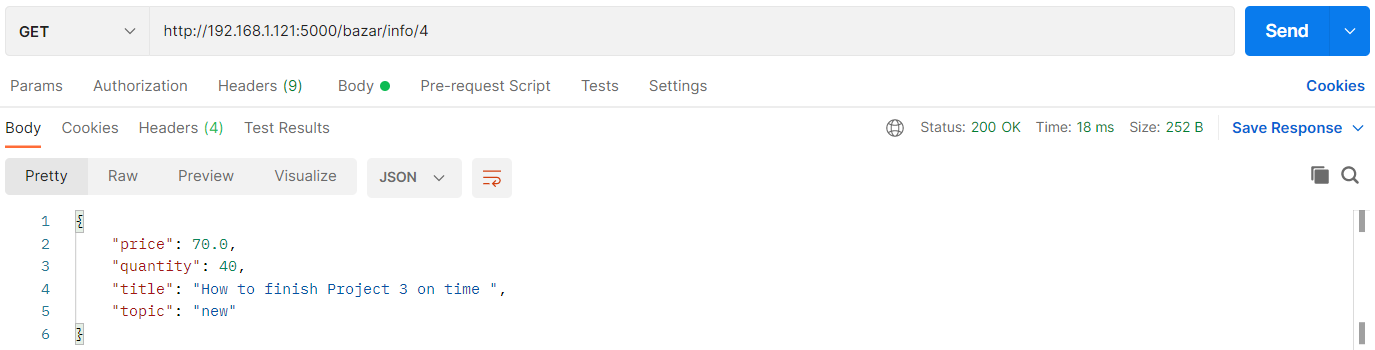 GET http://192.168.1.121:5000/bazar/info/4 Send
Params Authorization Headers (9) Body Pre-request Script Tests Settings Cookies
Body Cookies Headers (4) Test Results Status: 200 OK Time: 18 ms Size: 252 B Save Response
Pretty Raw Preview Visualize JSON
1 {
2 "price": 70.0,
3 "quantity": 40,
4 "title": "How to finish Project 3 on time ",
5 "topic": "new"
6 }